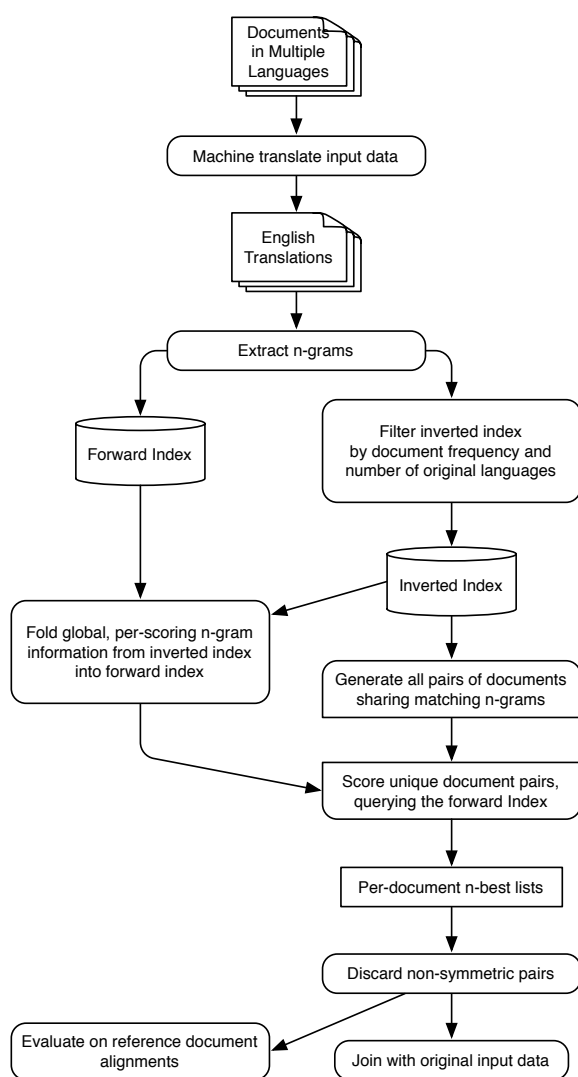 Documents
in Multiple
Languages
Machine translate input data
English
Translations
Extract n-grams
Forward Index
Filter inverted index
by document frequency and
number of original languages
Inverted Index
Fold global, per-scoring n-gram
information from inverted index
into forward index
Generate all pairs of documents
sharing matching n-grams
Score unique document pairs,
querying the forward Index
Per-document n-best lists
Discard non-symmetric pairs
Evaluate on reference document
alignments
Join with original input data